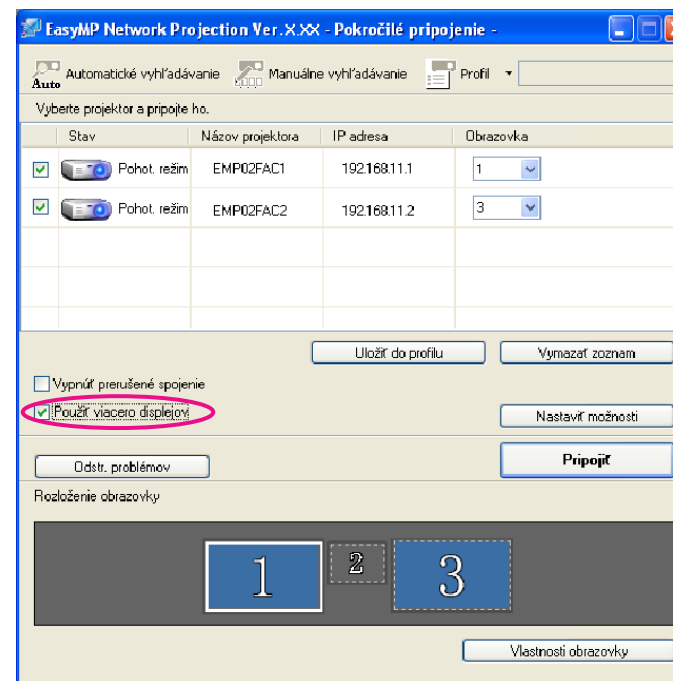 EasyMP Network Projection Ver.X.XX - Pokročilé pripojenie -
Auto Automatické vyhľadávanie Manuálne vyhľadávanie Profil
Vyberte projektor a pripojte ho.
Stav Názov projektora IP adresa Obrazovka
Pohot. režim EMP02FAC1 192.168.11.1 1
Pohot. režim EMP02FAC2 192.168.11.2 3
Uložiť do profilu Vymazať zoznam
Vypnúť prerušené spojenie
Použiť viacero displejov Nastaviť možnosti
Odstr. problémov Pripojiť
Rozloženie obrazovky
1 2 3
Vlastnosti obrazovky